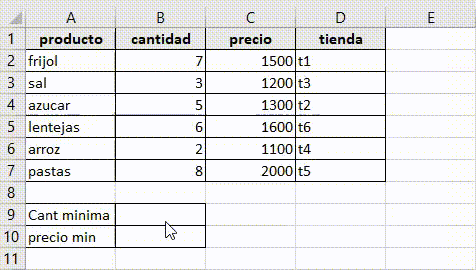 A B C D E
1 producto cantidad precio tienda
2 frijol 7 1500 t1
3 sal 3 1200 t3
4 azucar 5 1300 t2
5 lentejas 6 1600 t6
6 arroz 2 1100 t4
7 pastas 8 2000 t5
8
9 Cant minima
10 precio min
11